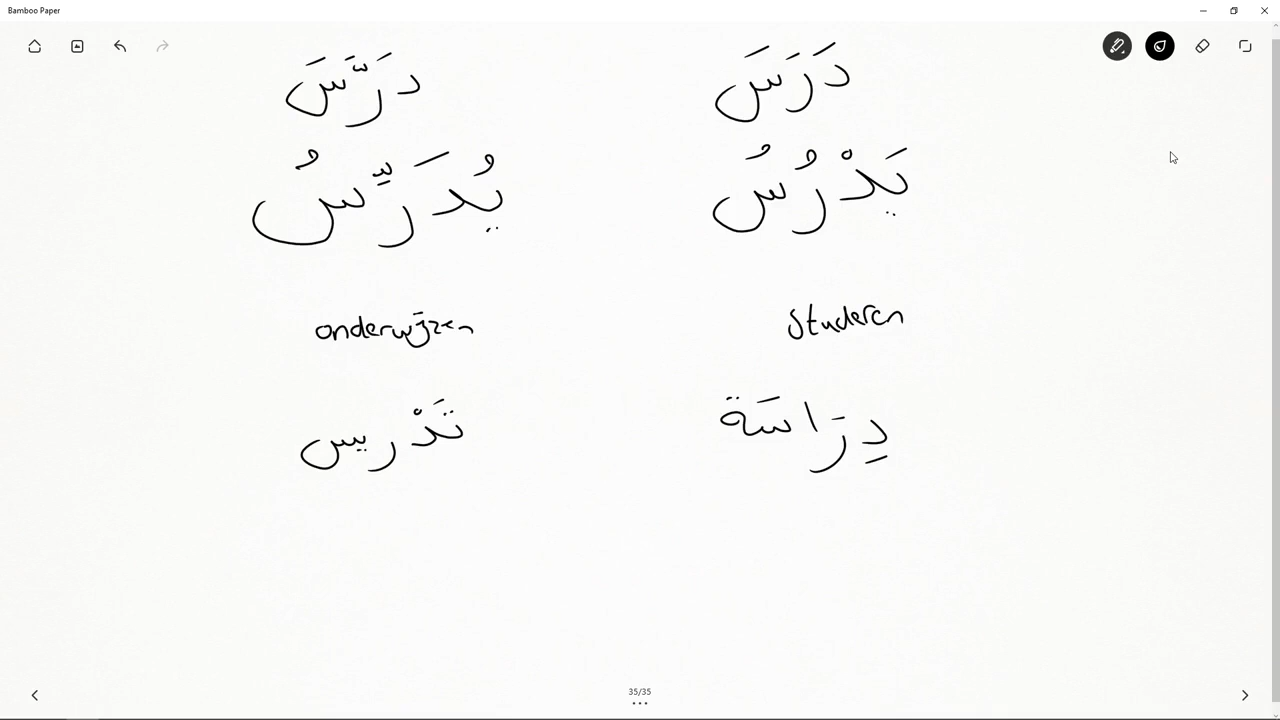 Bamboo Paper
دَرَسَ دَرَّسَ
يَدْرُسُ يُدَرِّسُ
studeren onderwijzen
دِرَاسَة تَدْرِيس
35/35